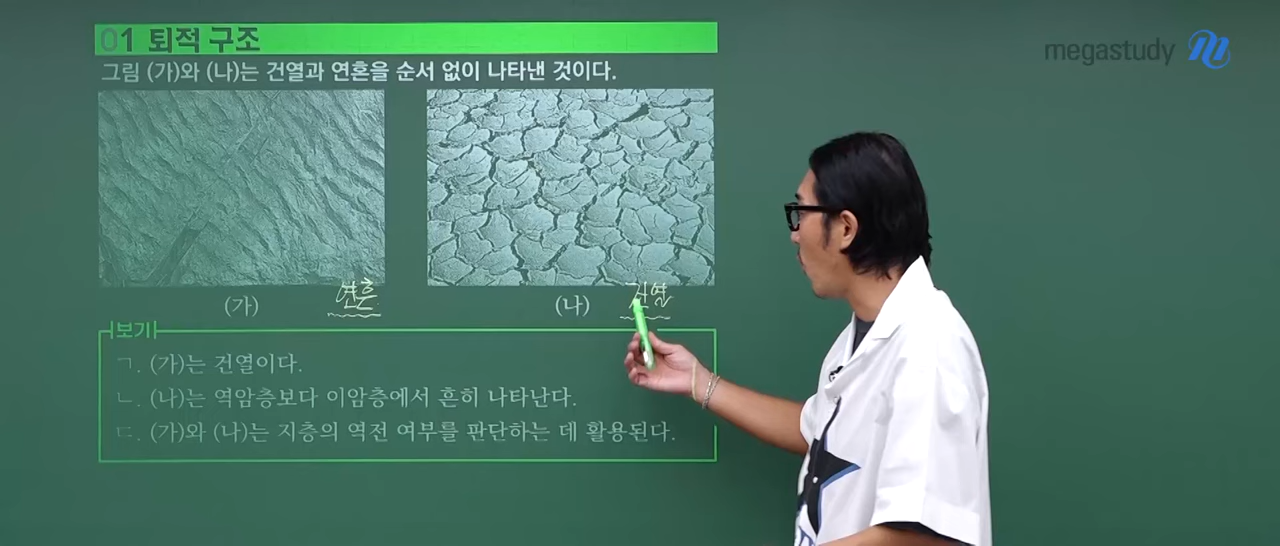 01 퇴적 구조
megastudy
그림 (가)와 (나)는 건열과 연흔을 순서 없이 나타낸 것이다.
연흔
건열
(가)
(나)
보기
ㄱ. (가)는 건열이다.
ㄴ. (나)는 역암층보다 이암층에서 흔히 나타난다.
ㄷ. (가)와 (나)는 지층의 역전 여부를 판단하는 데 활용된다.